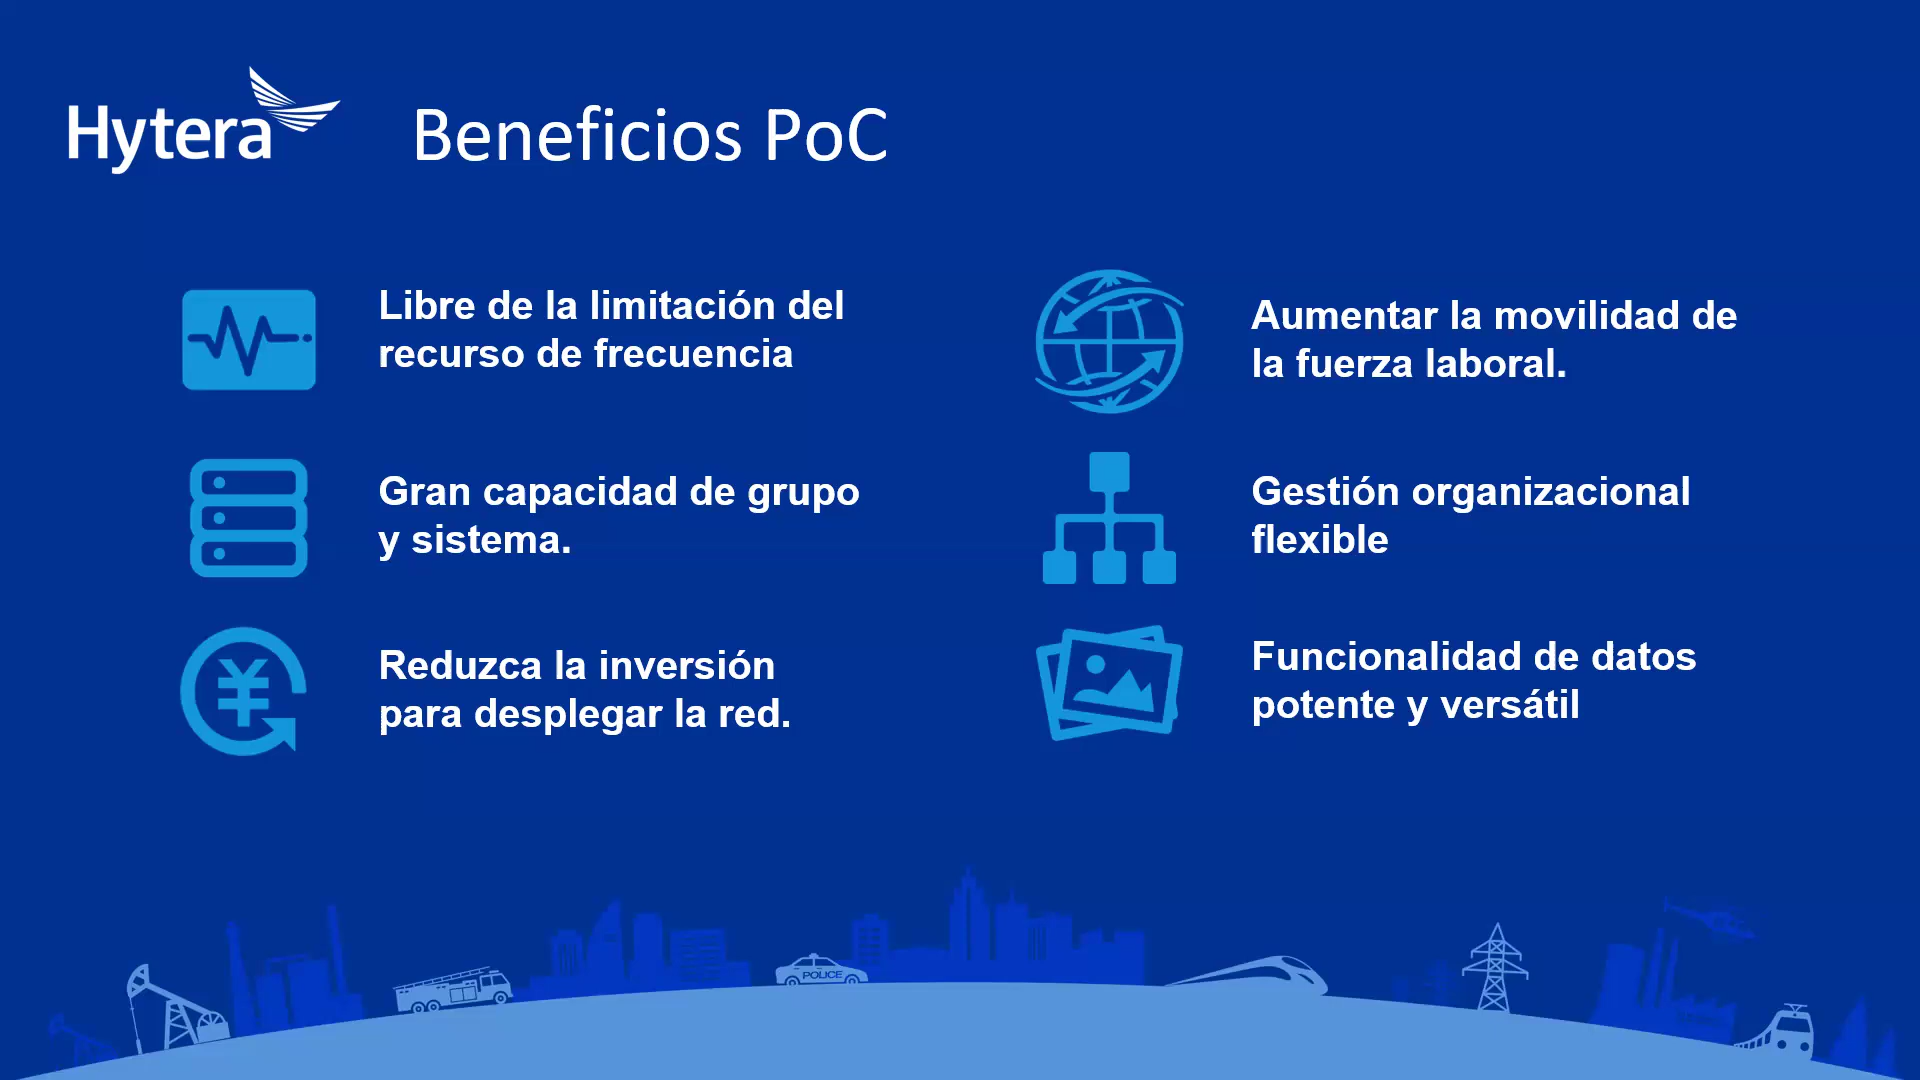 Hytera
Beneficios PoC
Libre de la limitación del
recurso de frecuencia
Aumentar la movilidad de
la fuerza laboral.
Gran capacidad de grupo
y sistema.
Gestión organizacional
flexible
Reduzca la inversión
para desplegar la red.
Funcionalidad de datos
potente y versátil
POLICE